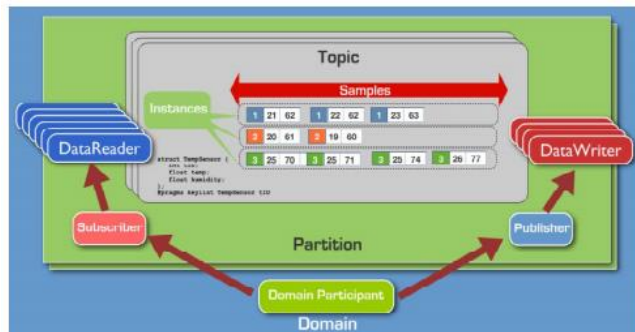 Topic
Samples
Instances
1 21 62 1 22 62 1 23 63
2 20 61 2 19 60
3 25 70 3 25 71 3 25 74 3 26 77
DataReader
DataWriter
struct TempSensor {
int tID;
float temp;
float humidity;
};
#pragma keylist TempSensor tID
Subscriber
Publisher
Partition
Domain Participant
Domain